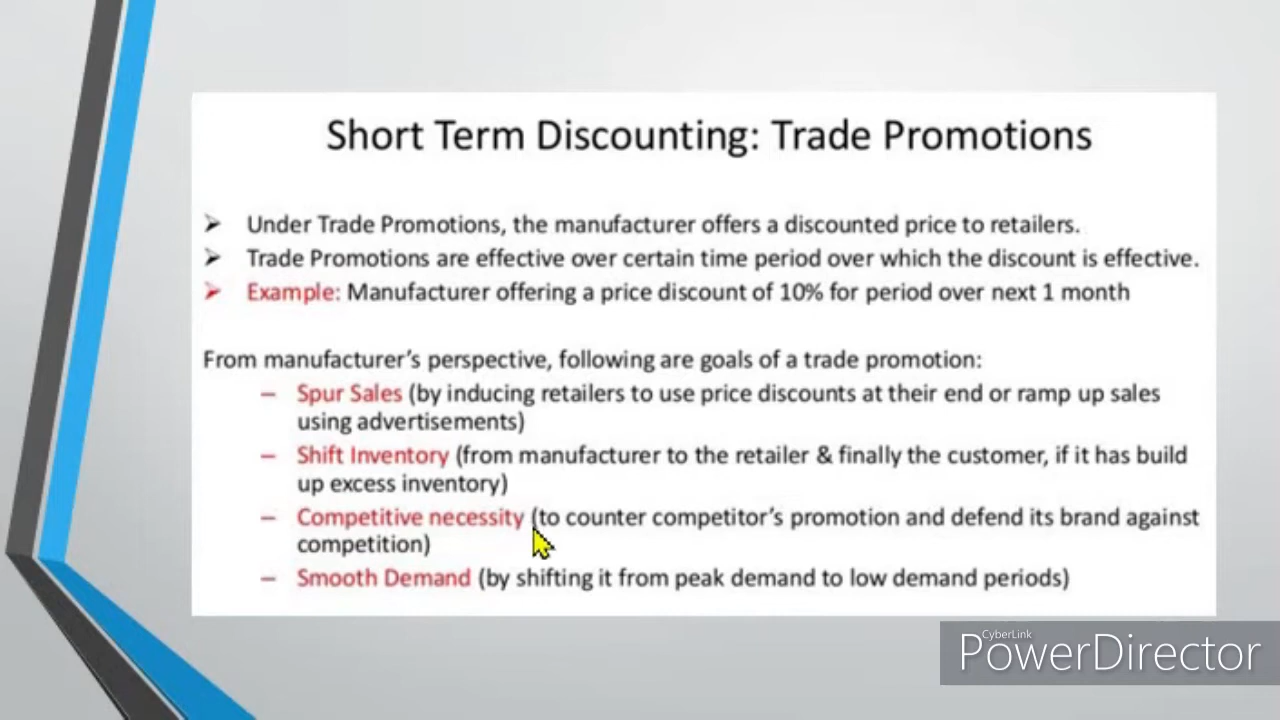 Short Term Discounting: Trade Promotions
Under Trade Promotions, the manufacturer offers a discounted price to retailers.
Trade Promotions are effective over certain time period over which the discount is effective.
Example: Manufacturer offering a price discount of 10% for period over next 1 month
From manufacturer's perspective, following are goals of a trade promotion:
– Spur Sales (by inducing retailers to use price discounts at their end or ramp up sales
using advertisements)
– Shift Inventory (from manufacturer to the retailer & finally the customer, if it has build
up excess inventory)
– Competitive necessity (to counter competitor's promotion and defend its brand against
competition)
– Smooth Demand (by shifting it from peak demand to low demand periods)
CyberLink
PowerDirector